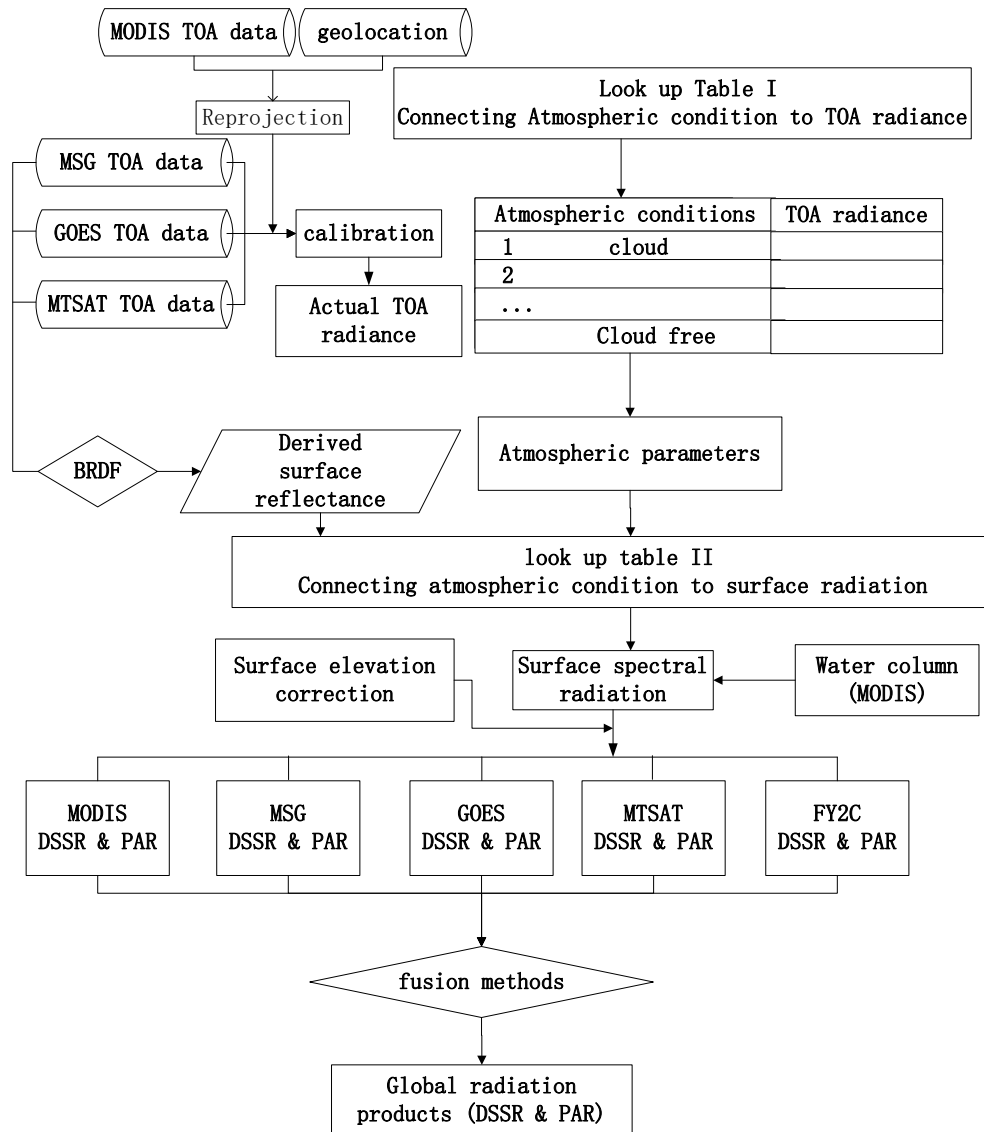 MODIS TOA data
geolocation
Reprojection
Look up Table I
Connecting Atmospheric condition to TOA radiance
MSG TOA data
GOES TOA data
MTSAT TOA data
calibration
Actual TOA
radiance
Atmospheric conditions
TOA radiance
1 cloud
2
...
Cloud free
BRDF
Derived
surface
reflectance
Atmospheric parameters
look up table II
Connecting atmospheric condition to surface radiation
Surface elevation
correction
Surface spectral
radiation
Water column
(MODIS)
MODIS
DSSR & PAR
MSG
DSSR & PAR
GOES
DSSR & PAR
MTSAT
DSSR & PAR
FY2C
DSSR & PAR
fusion methods
Global radiation
products (DSSR & PAR)